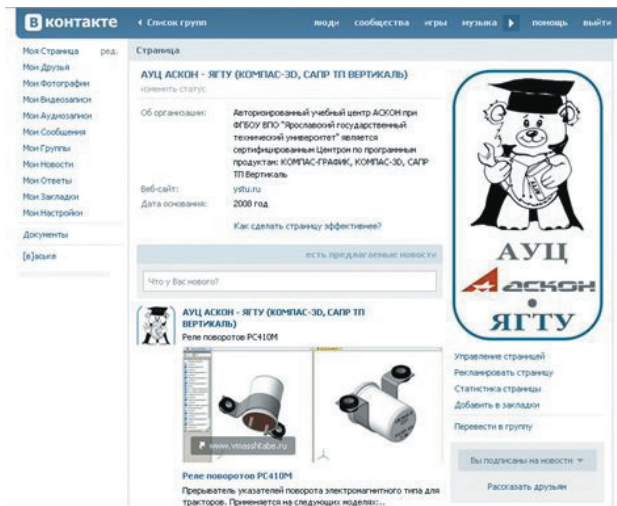 В контакте
Список групп
люди сообщества игры музыка помощь выйти
Моя Страница ред.
Мои Друзья
Мои Фотографии
Мои Видеозаписи
Мои Аудиозаписи
Мои Сообщения
Мои Группы
Мои Новости
Мои Ответы
Мои Закладки
Мои Настройки
Документы
[в]аське
Страница
АУЦ АСКОН - ЯГТУ (КОМПАС-3D, САПР ТП ВЕРТИКАЛЬ)
изменить статус
Об организации:
Авторизированный учебный центр АСКОН при
ФГБОУ ВПО "Ярославский государственный
технический университет" является
сертифицированным Центром по программным
продуктам: КОМПАС-ГРАФИК, КОМПАС-3D, САПР
ТП Вертикаль
Веб-сайт: ystu.ru
Дата основания: 2008 год
Как сделать страницу эффективнее?
есть предлагаемые новости
Что у Вас нового?
АУЦ АСКОН - ЯГТУ (КОМПАС-3D, САПР ТП
ВЕРТИКАЛЬ)
Реле поворотов РС410М
www.vmasshtabe.ru
Реле поворотов РС410М
Прерыватель указателей поворота электромагнитного типа для
тракторов. Применяется на следующих моделях:..
АУЦ
АСКОН
ЯГТУ
Управление страницей
Рекламировать страницу
Статистика страницы
Добавить в закладки
Перевести в группу
Вы подписаны на новости
Рассказать друзьям